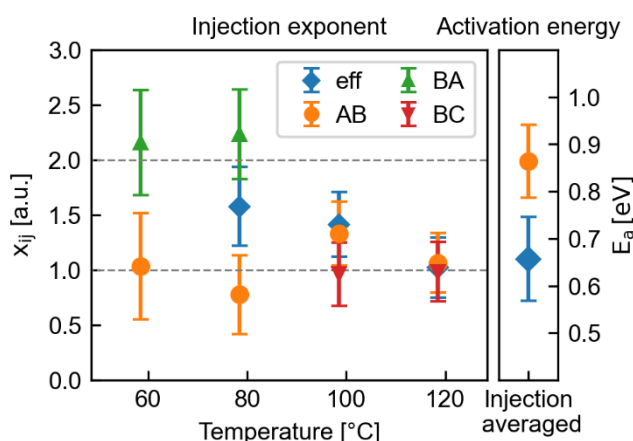 Injection exponent Activation energy
3.0
2.5
2.0
1.5
1.0
0.5
0.0
x_ij [a.u.]
eff BA
AB BC
60 80 100 120
Temperature [°C]
1.0
0.9
0.8
0.7
0.6
0.5
E_a [eV]
Injection
averaged